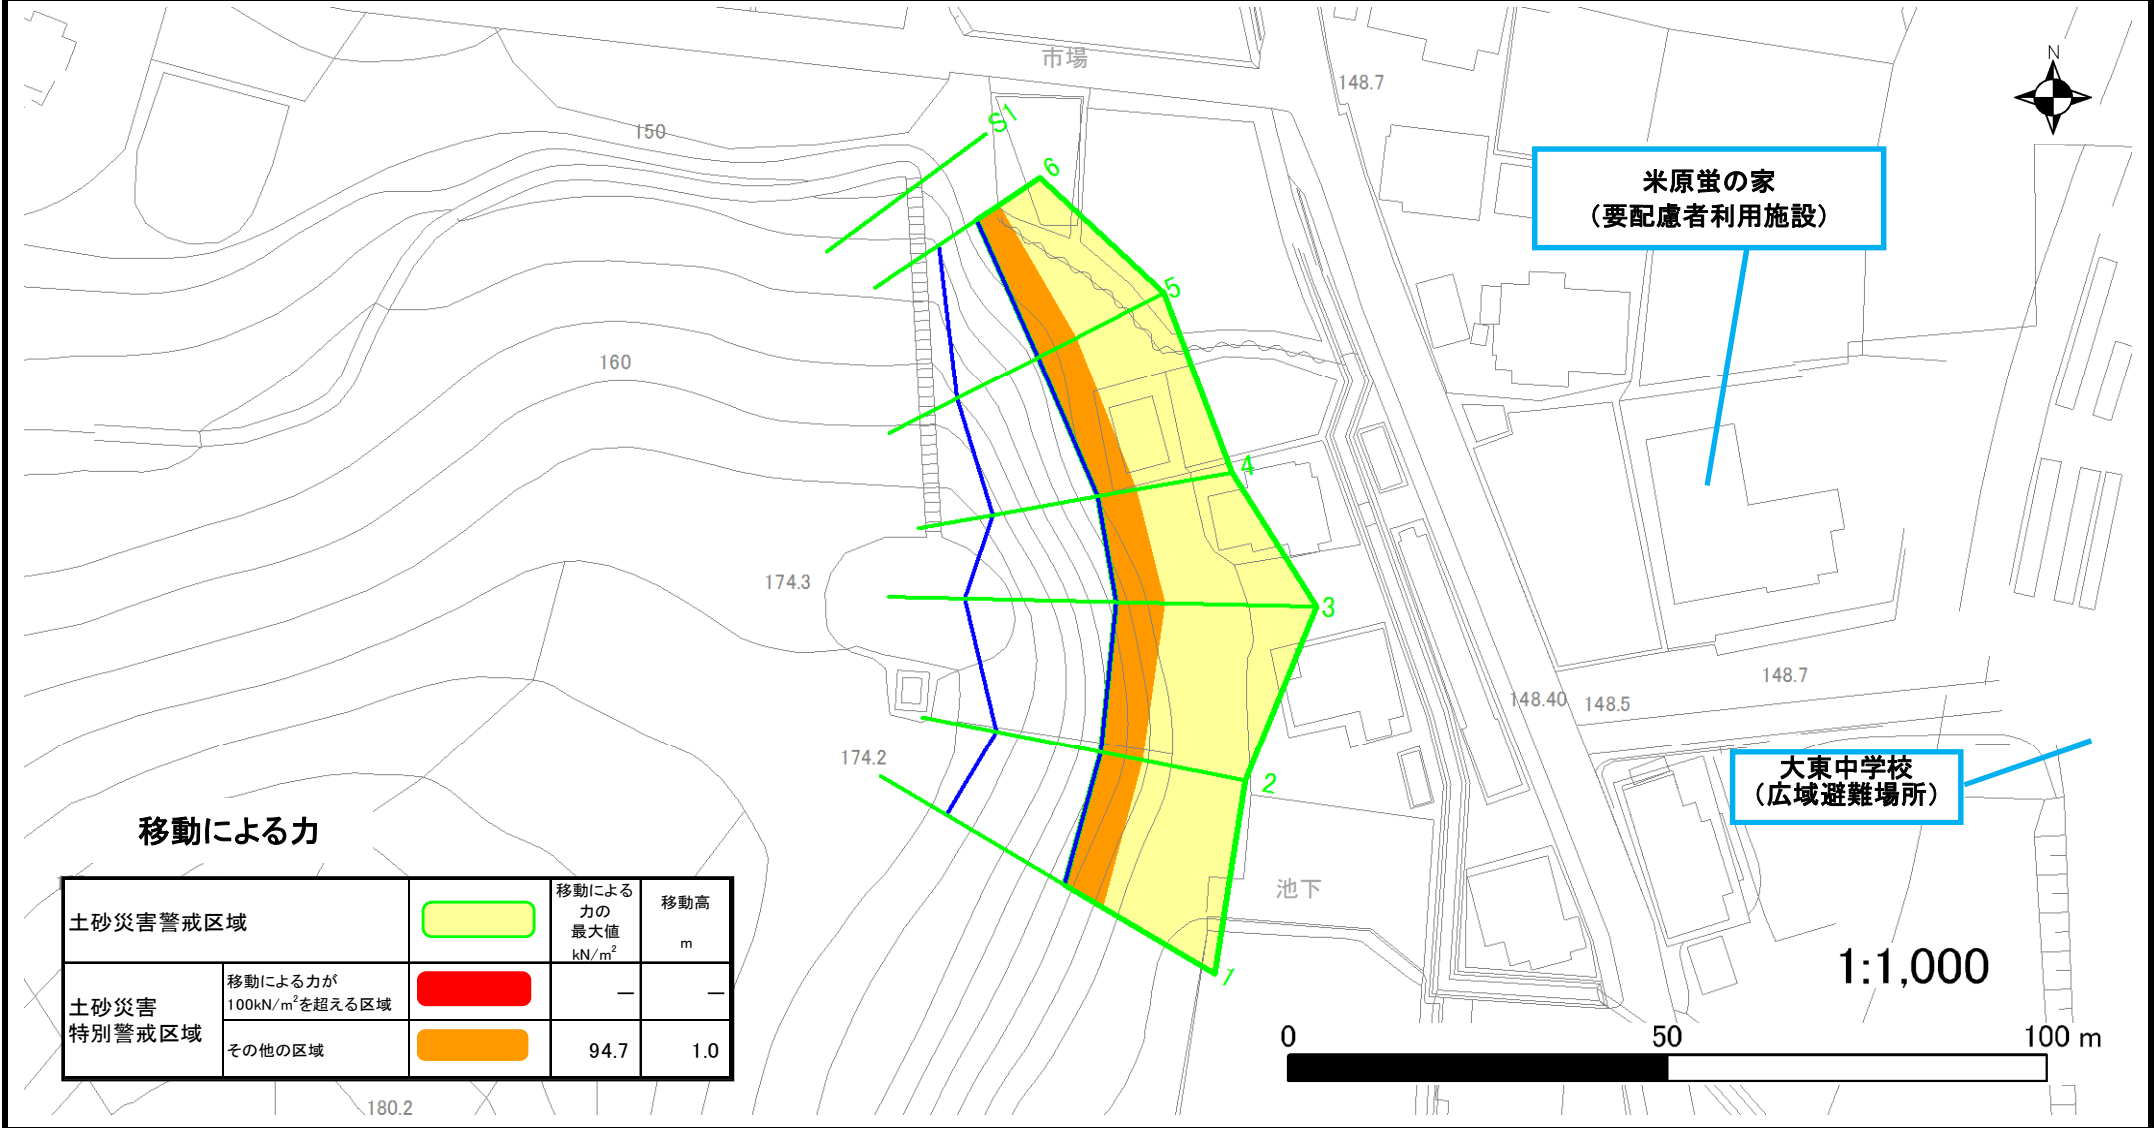 市場
N
148.7
150
S1
6
米原蛍の家
（要配慮者利用施設）
5
160
4
174.3
3
148.7
148.40
148.5
174.2
2
大東中学校
（広域避難場所）
移動による力
池下
1
土砂災害警戒区域
移動による
力の
最大値
kN/m²
移動高
m
土砂災害
特別警戒区域
移動による力が
100kN/m²を超える区域
―
―
その他の区域
94.7
1.0
180.2
1:1,000
0
50
100 m